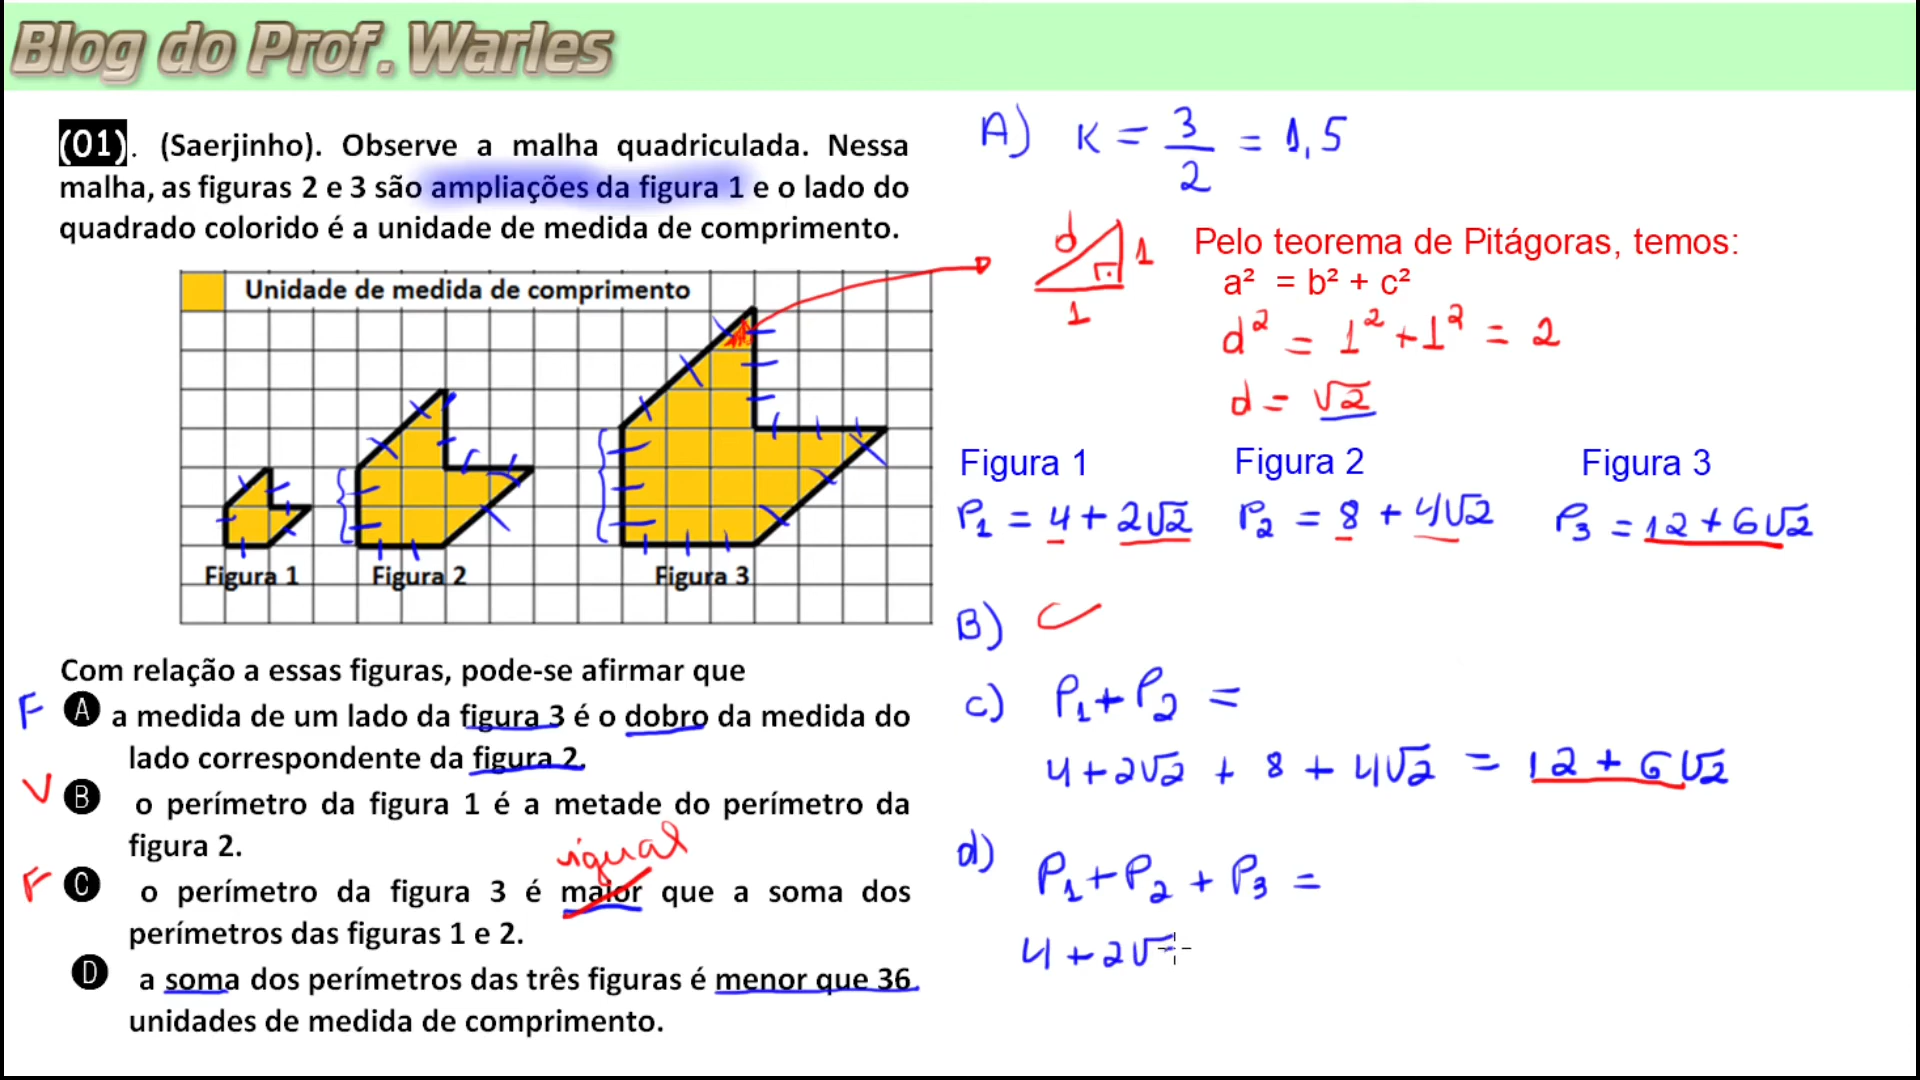 Blog do Prof. Warles
(01). (Saerjinho). Observe a malha quadriculada. Nessa
malha, as figuras 2 e 3 são ampliações da figura 1 e o lado do
quadrado colorido é a unidade de medida de comprimento.
Unidade de medida de comprimento
Figura 1
Figura 2
Figura 3
Com relação a essas figuras, pode-se afirmar que
F A a medida de um lado da figura 3 é o dobro da medida do
lado correspondente da figura 2.
V B o perímetro da figura 1 é a metade do perímetro da
figura 2.
igual
F C o perímetro da figura 3 é maior que a soma dos
perímetros das figuras 1 e 2.
D a soma dos perímetros das três figuras é menor que 36
unidades de medida de comprimento.
A) K = 3/2 = 1,5
d 1
1
Pelo teorema de Pitágoras, temos:
a² = b² + c²
d² = 1² + 1² = 2
d = √2
Figura 1
Figura 2
Figura 3
P₁ = 4 + 2√2
P₂ = 8 + 4√2
P₃ = 12 + 6√2
B)
c) P₁ + P₂ =
4 + 2√2 + 8 + 4√2 = 12 + 6√2
d) P₁ + P₂ + P₃ =
4 + 2√